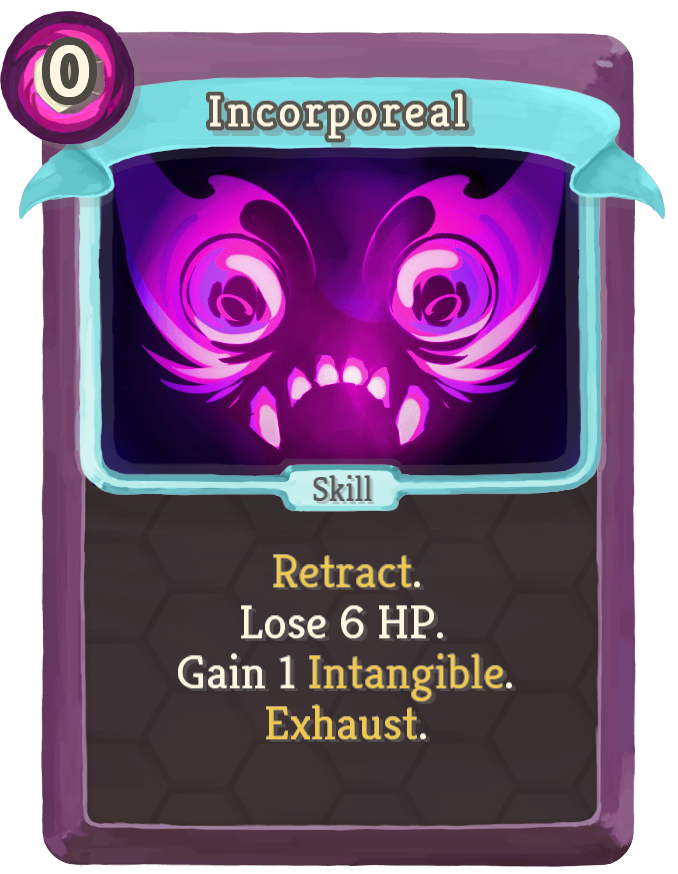 0
Incorporeal
Skill
Retract.
Lose 6 HP.
Gain 1 Intangible.
Exhaust.